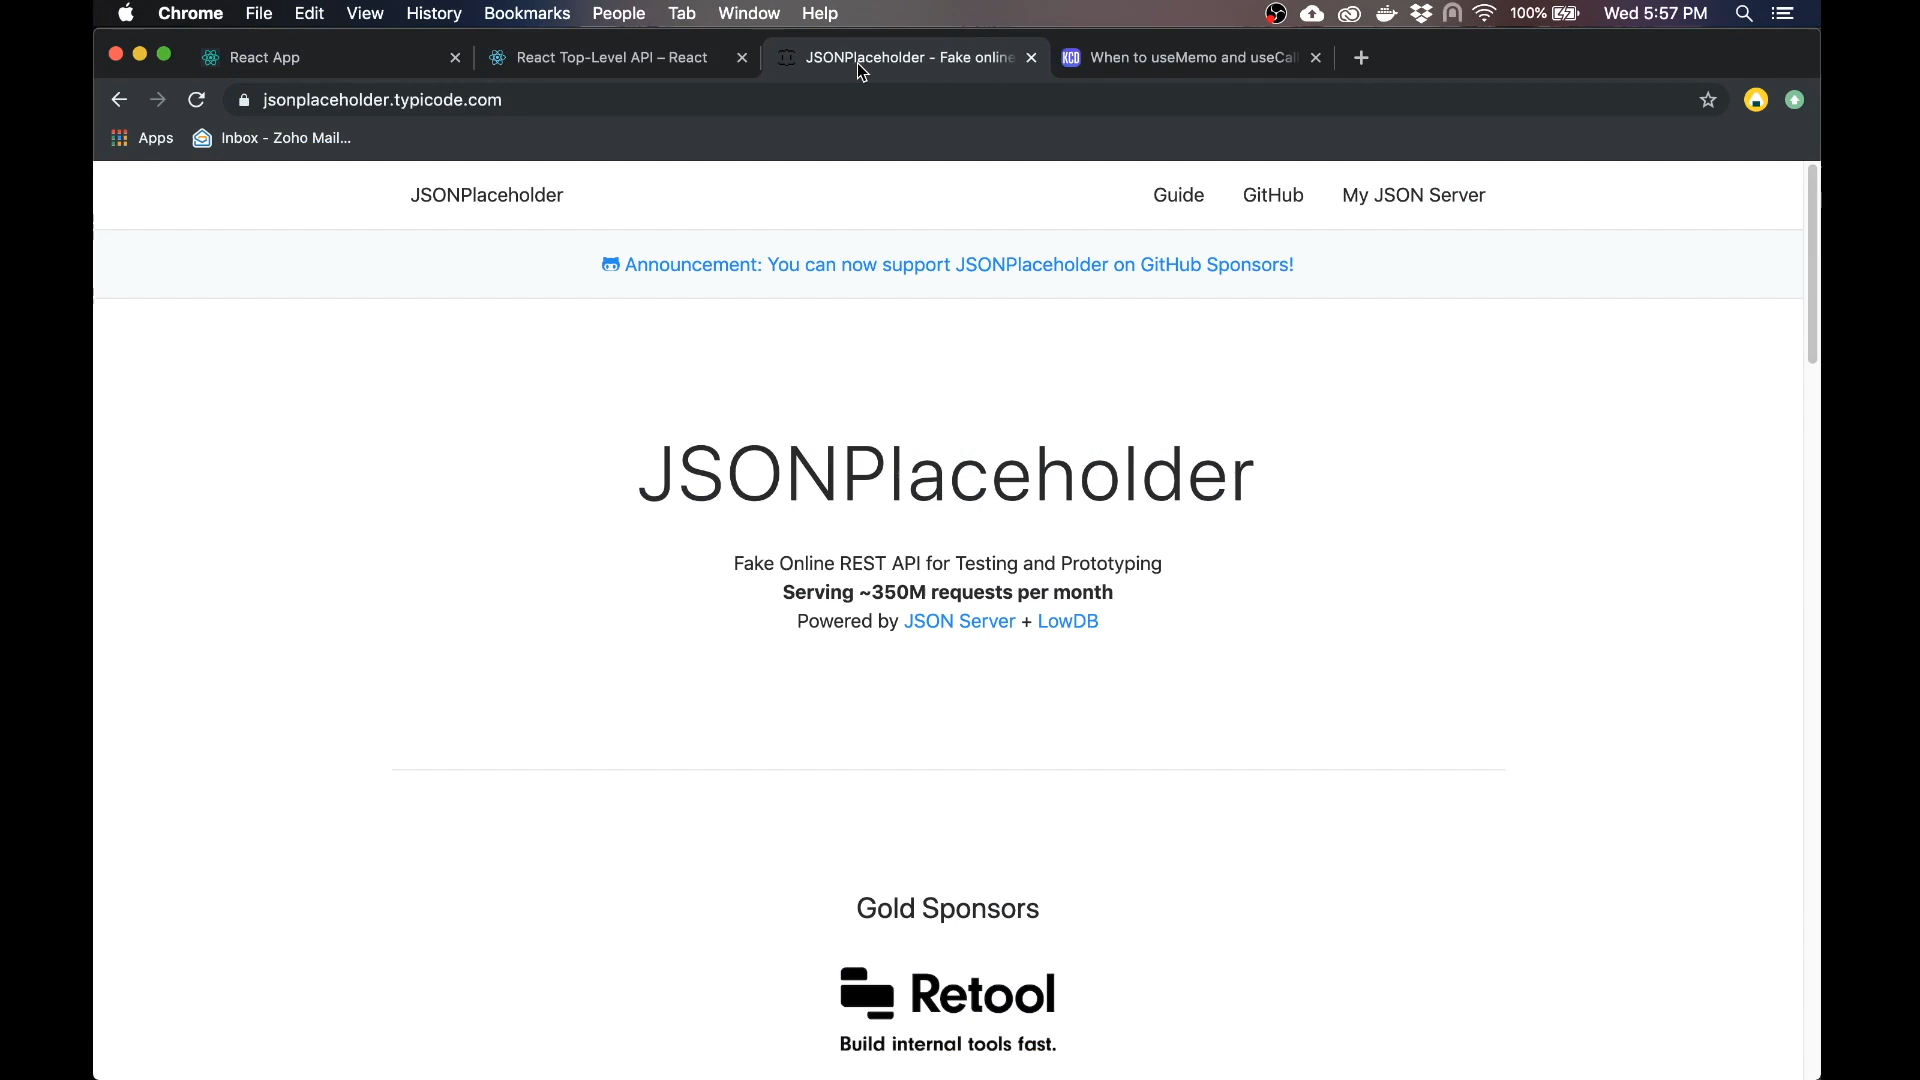 Chrome File Edit View History Bookmarks People Tab Window Help 100% Wed 5:57 PM
React App React Top-Level API – React JSONPlaceholder - Fake online KCD When to useMemo and useCal
jsonplaceholder.typicode.com
Apps Inbox - Zoho Mail...
JSONPlaceholder Guide GitHub My JSON Server
Announcement: You can now support JSONPlaceholder on GitHub Sponsors!
JSONPlaceholder
Fake Online REST API for Testing and Prototyping
Serving ~350M requests per month
Powered by JSON Server + LowDB
Gold Sponsors
Retool
Build internal tools fast.